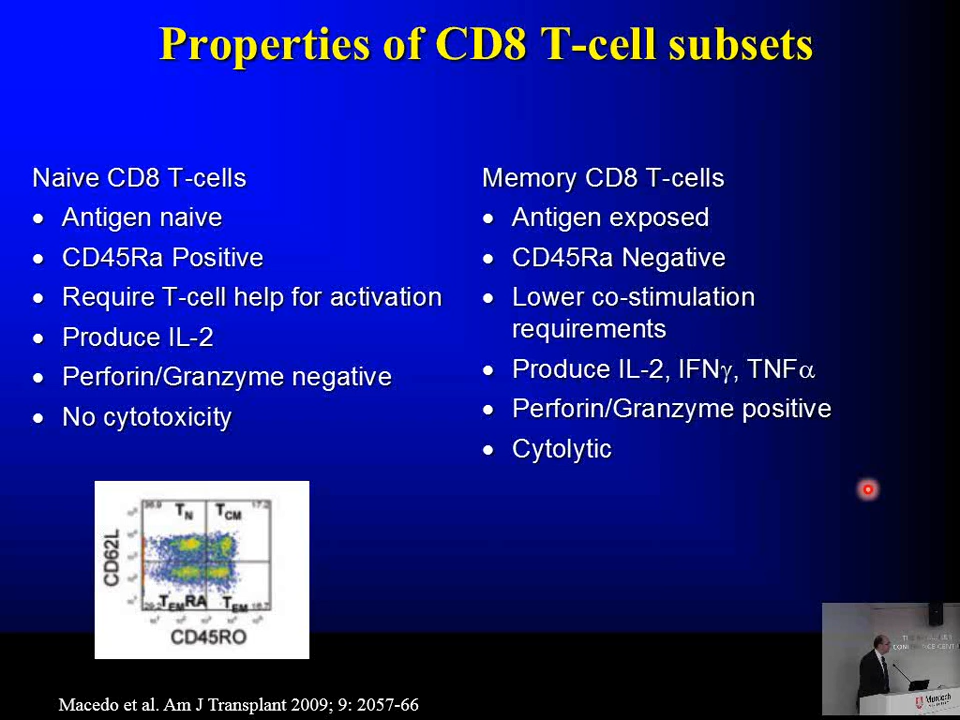 Properties of CD8 T-cell subsets
Naive CD8 T-cells
• Antigen naive
• CD45Ra Positive
• Require T-cell help for activation
• Produce IL-2
• Perforin/Granzyme negative
• No cytotoxicity
Memory CD8 T-cells
• Antigen exposed
• CD45Ra Negative
• Lower co-stimulation
requirements
• Produce IL-2, IFNγ, TNFα
• Perforin/Granzyme positive
• Cytolytic
17.2
TN TCM
CD62L
TEMRA TEM
CD45RO
Murdoch
Macedo et al. Am J Transplant 2009; 9: 2057-66